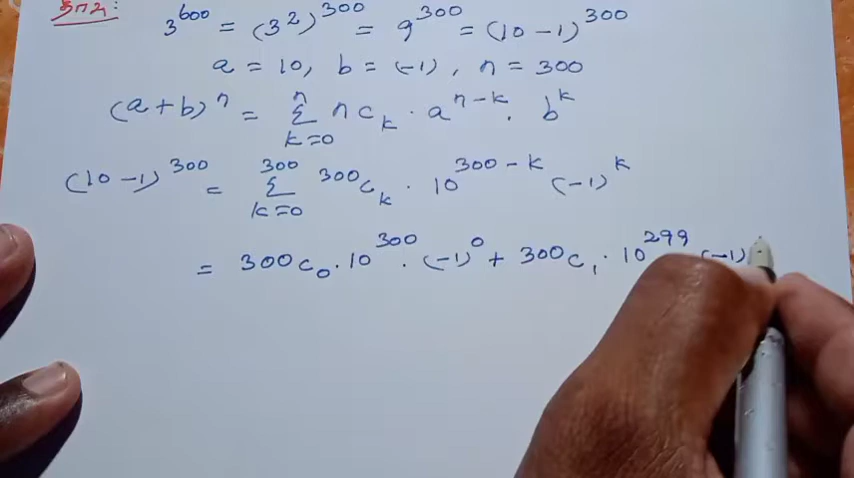 தீர்வு:
3^600 = (3^2)^300 = 9^300 = (10-1)^300
a = 10, b = (-1), n = 300
(a+b)^n = Σ_{k=0}^{n} nC_k · a^{n-k} · b^k
(10-1)^300 = Σ_{k=0}^{300} 300C_k · 10^{300-k} (-1)^k
= 300C_0 · 10^300 · (-1)^0 + 300C_1 · 10^299 (-1)